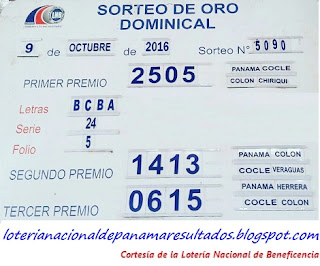 SORTEO DE ORO
DOMINICAL
9 de OCTUBRE de 2016 Sorteo N° 5090
PRIMER PREMIO 2505 PANAMA COCLE
COLON CHIRIQUI
Letras BCBA
Serie 24
Folio 5
SEGUNDO PREMIO 1413 PANAMA COLON
COCLE VERAGUAS
TERCER PREMIO 0615 PANAMA HERRERA
COCLE COLON
loterianacionaldepanamaresultados.blogspot.com
Cortesía de la Lotería Nacional de Beneficencia